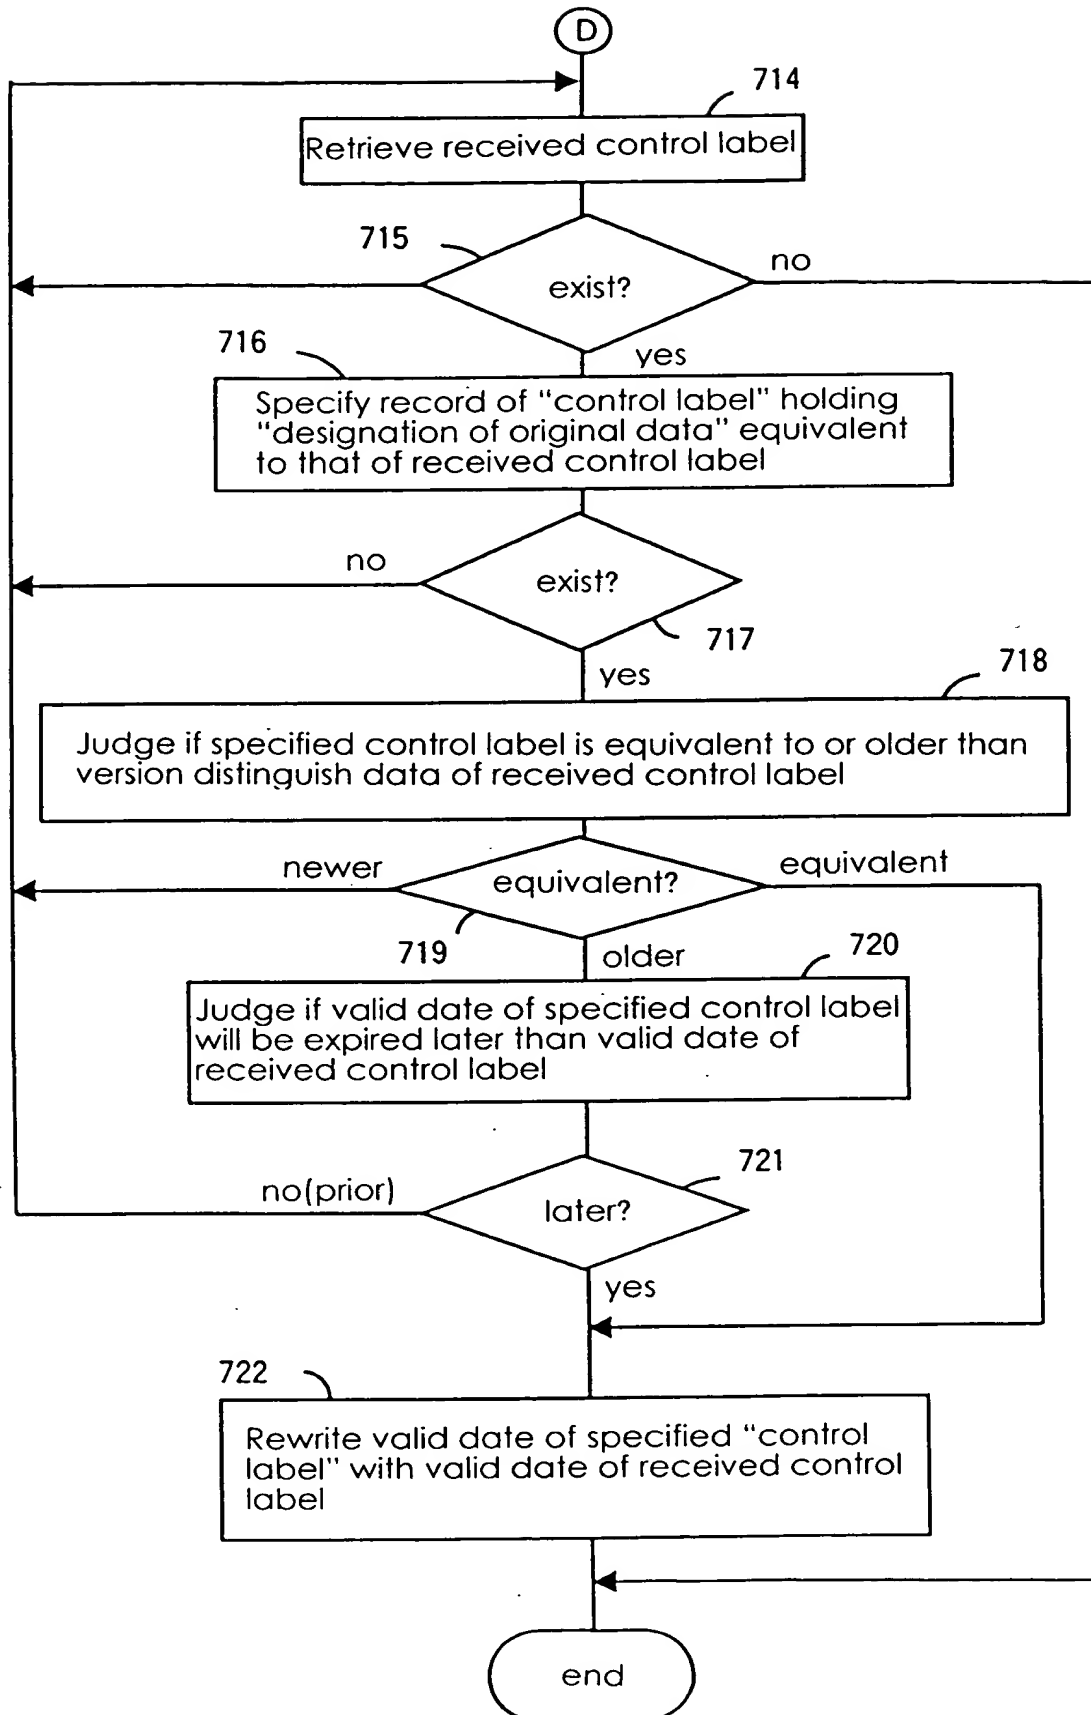 D
714
Retrieve received control label
715
exist?
no
716
yes
Specify record of "control label" holding
"designation of original data" equivalent
to that of received control label
no
exist?
717
yes
718
Judge if specified control label is equivalent to or older than
version distinguish data of received control label
newer
equivalent?
equivalent
719
older
720
Judge if valid date of specified control label
will be expired later than valid date of
received control label
721
no(prior)
later?
yes
722
Rewrite valid date of specified "control
label" with valid date of received control
label
end